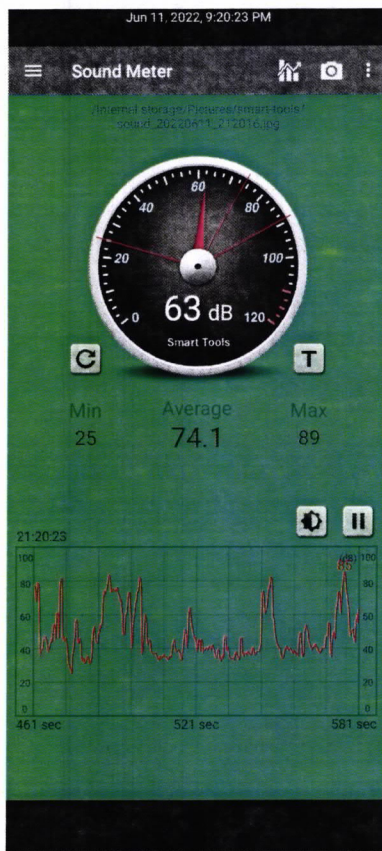 Jun 11, 2022, 9:20:23 PM
Sound Meter
/Internal storage/Pictures/smart-tools/
sound_20220611_212016.jpg
60
40 80
20 100
0 63 dB 120
Smart Tools
T
Min Average Max
25 74.1 89
21:20:23
100 (dB) 100
85
80 80
60 60
40 40
20 20
0 0
461 sec 521 sec 581 sec